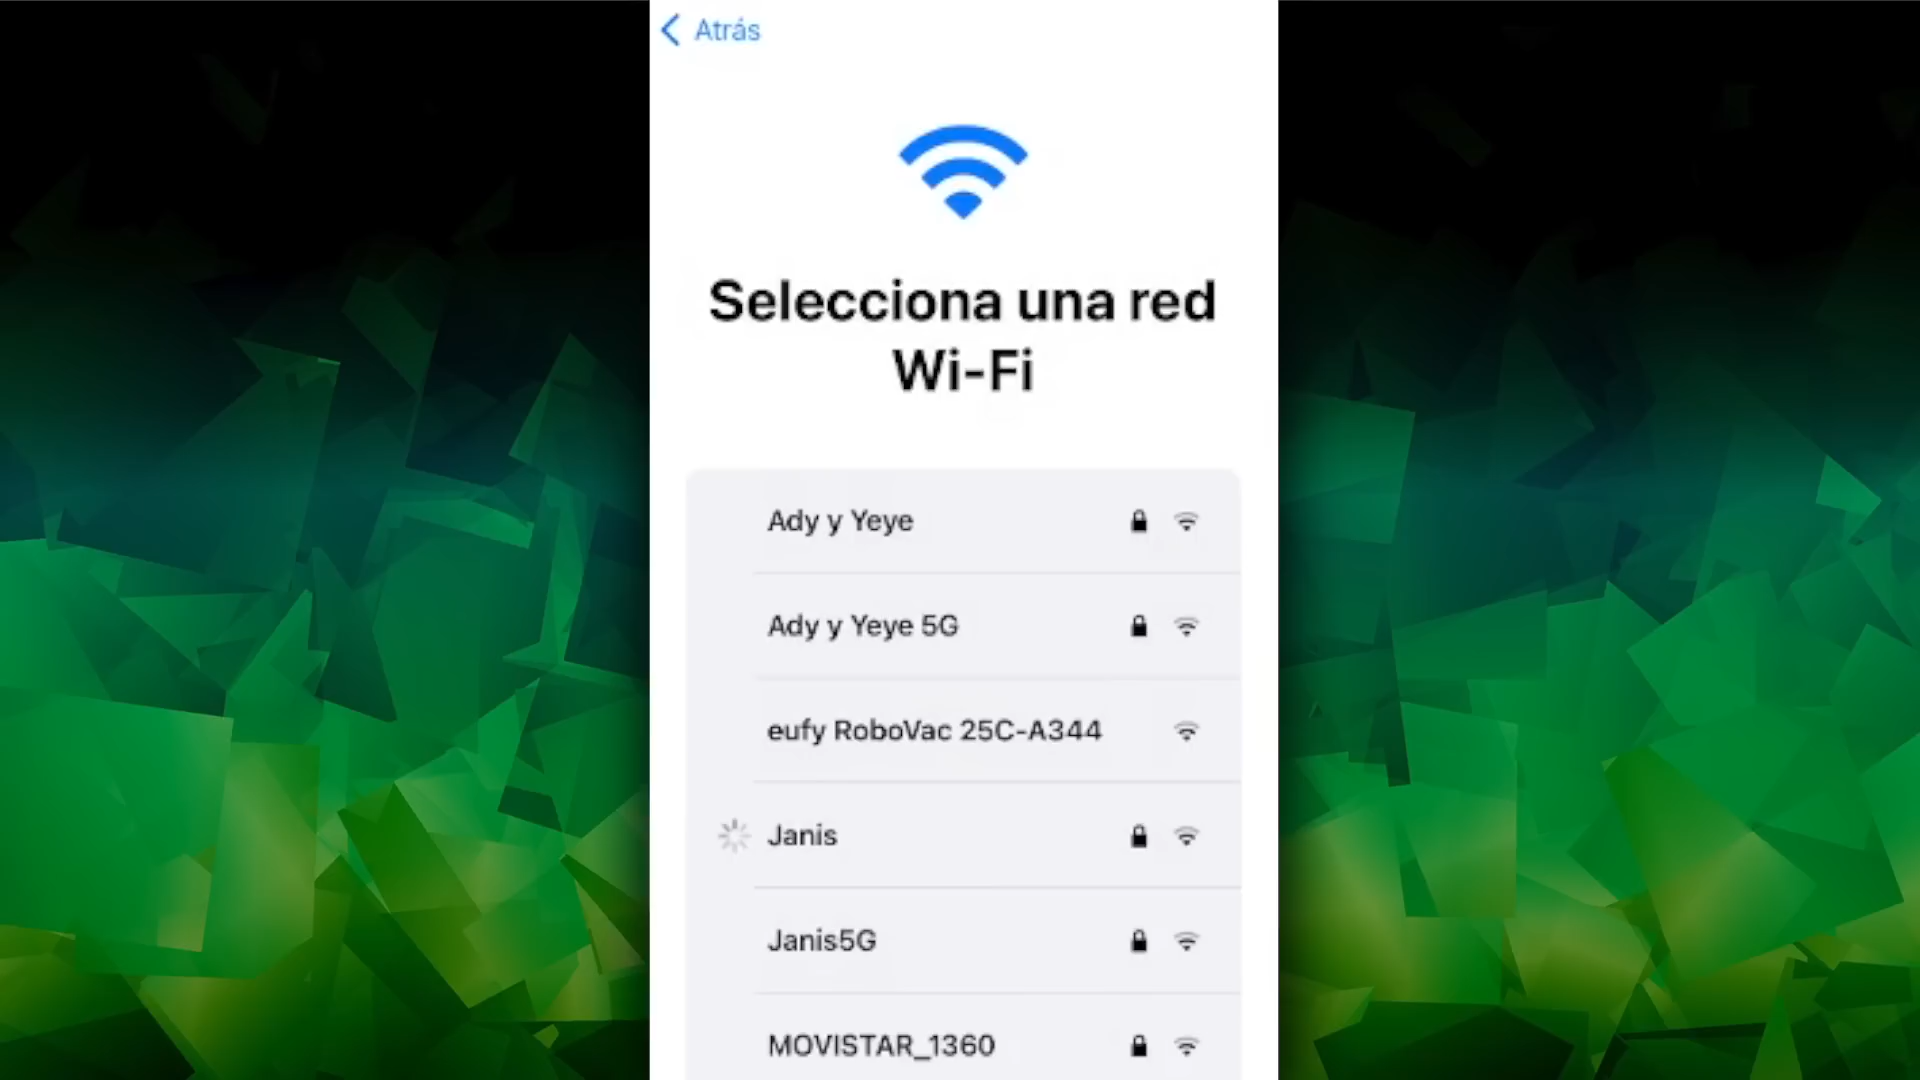 Atrás
Selecciona una red
Wi-Fi
Ady y Yeye
Ady y Yeye 5G
eufy RoboVac 25C-A344
Janis
Janis5G
MOVISTAR_1360